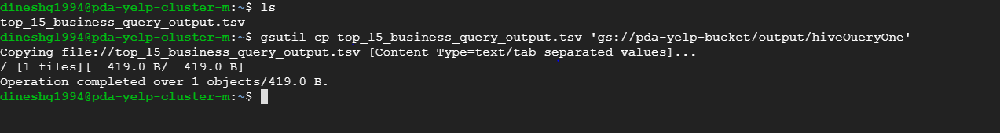 dineshg1994@pda-yelp-cluster-m:~$ ls
top_15_business_query_output.tsv
dineshg1994@pda-yelp-cluster-m:~$ gsutil cp top_15_business_query_output.tsv 'gs://pda-yelp-bucket/output/hiveQueryOne'
Copying file://top_15_business_query_output.tsv [Content-Type=text/tab-separated-values]...
/ [1 files][  419.0 B/  419.0 B]
Operation completed over 1 objects/419.0 B.
dineshg1994@pda-yelp-cluster-m:~$